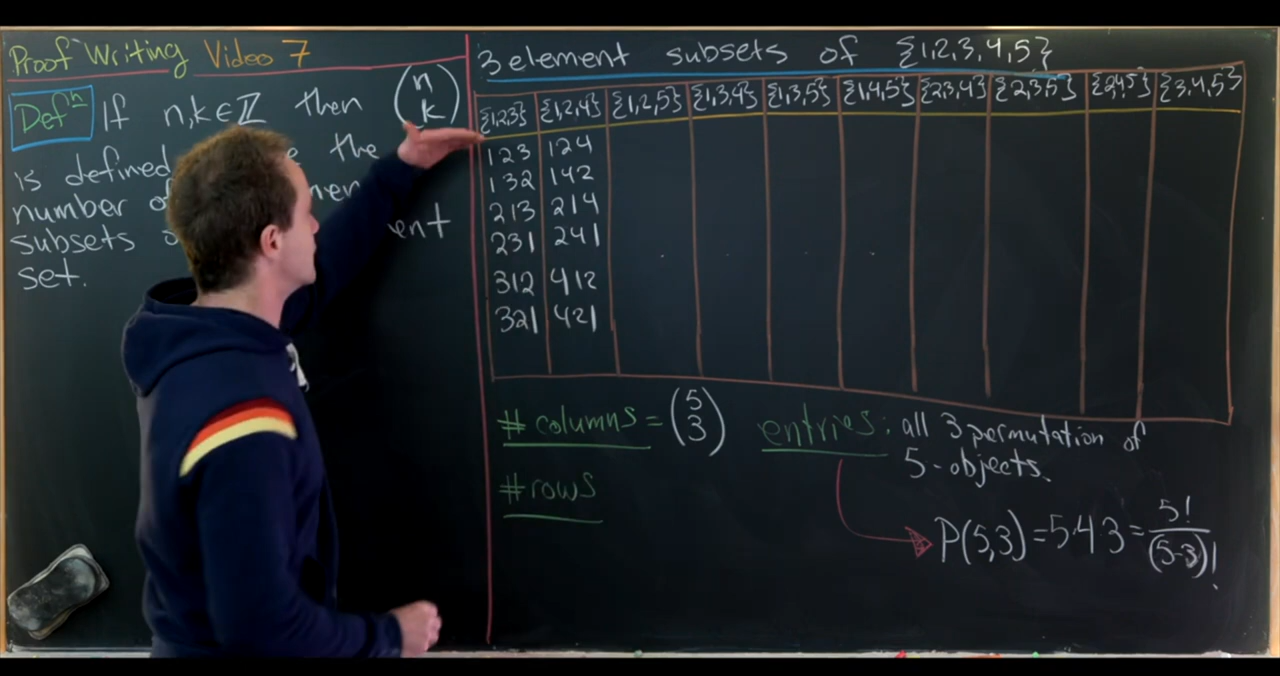 Proof Writing Video 7
Defⁿ If n,k∈ℤ then (n k)
is defined the
number of
subsets
set.
3 element subsets of {1,2,3,4,5}
{1,2,3} {1,2,4} {1,2,5} {1,3,4} {1,3,5} {1,4,5} {2,3,4} {2,3,5} {2,4,5} {3,4,5}
123 124
132 142
213 214
231 241
312 412
321 421
# columns = (5 3)
entries: all 3 permutation of
5-objects.
# rows
P(5,3) = 5·4·3 = 5!/(5-3)!